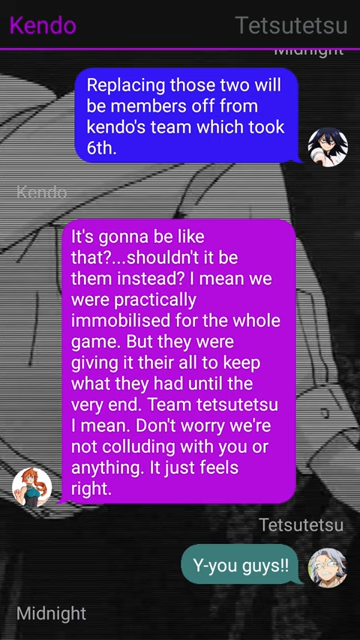 Kendo
Tetsutetsu
Midnight
Replacing those two will
be members off from
kendo's team which took
6th.
Kendo
It's gonna be like
that?...shouldn't it be
them instead? I mean we
were practically
immobilised for the whole
game. But they were
giving it their all to keep
what they had until the
very end. Team tetsutetsu
I mean. Don't worry we're
not colluding with you or
anything. It just feels
right.
Tetsutetsu
Y-you guys!!
Midnight